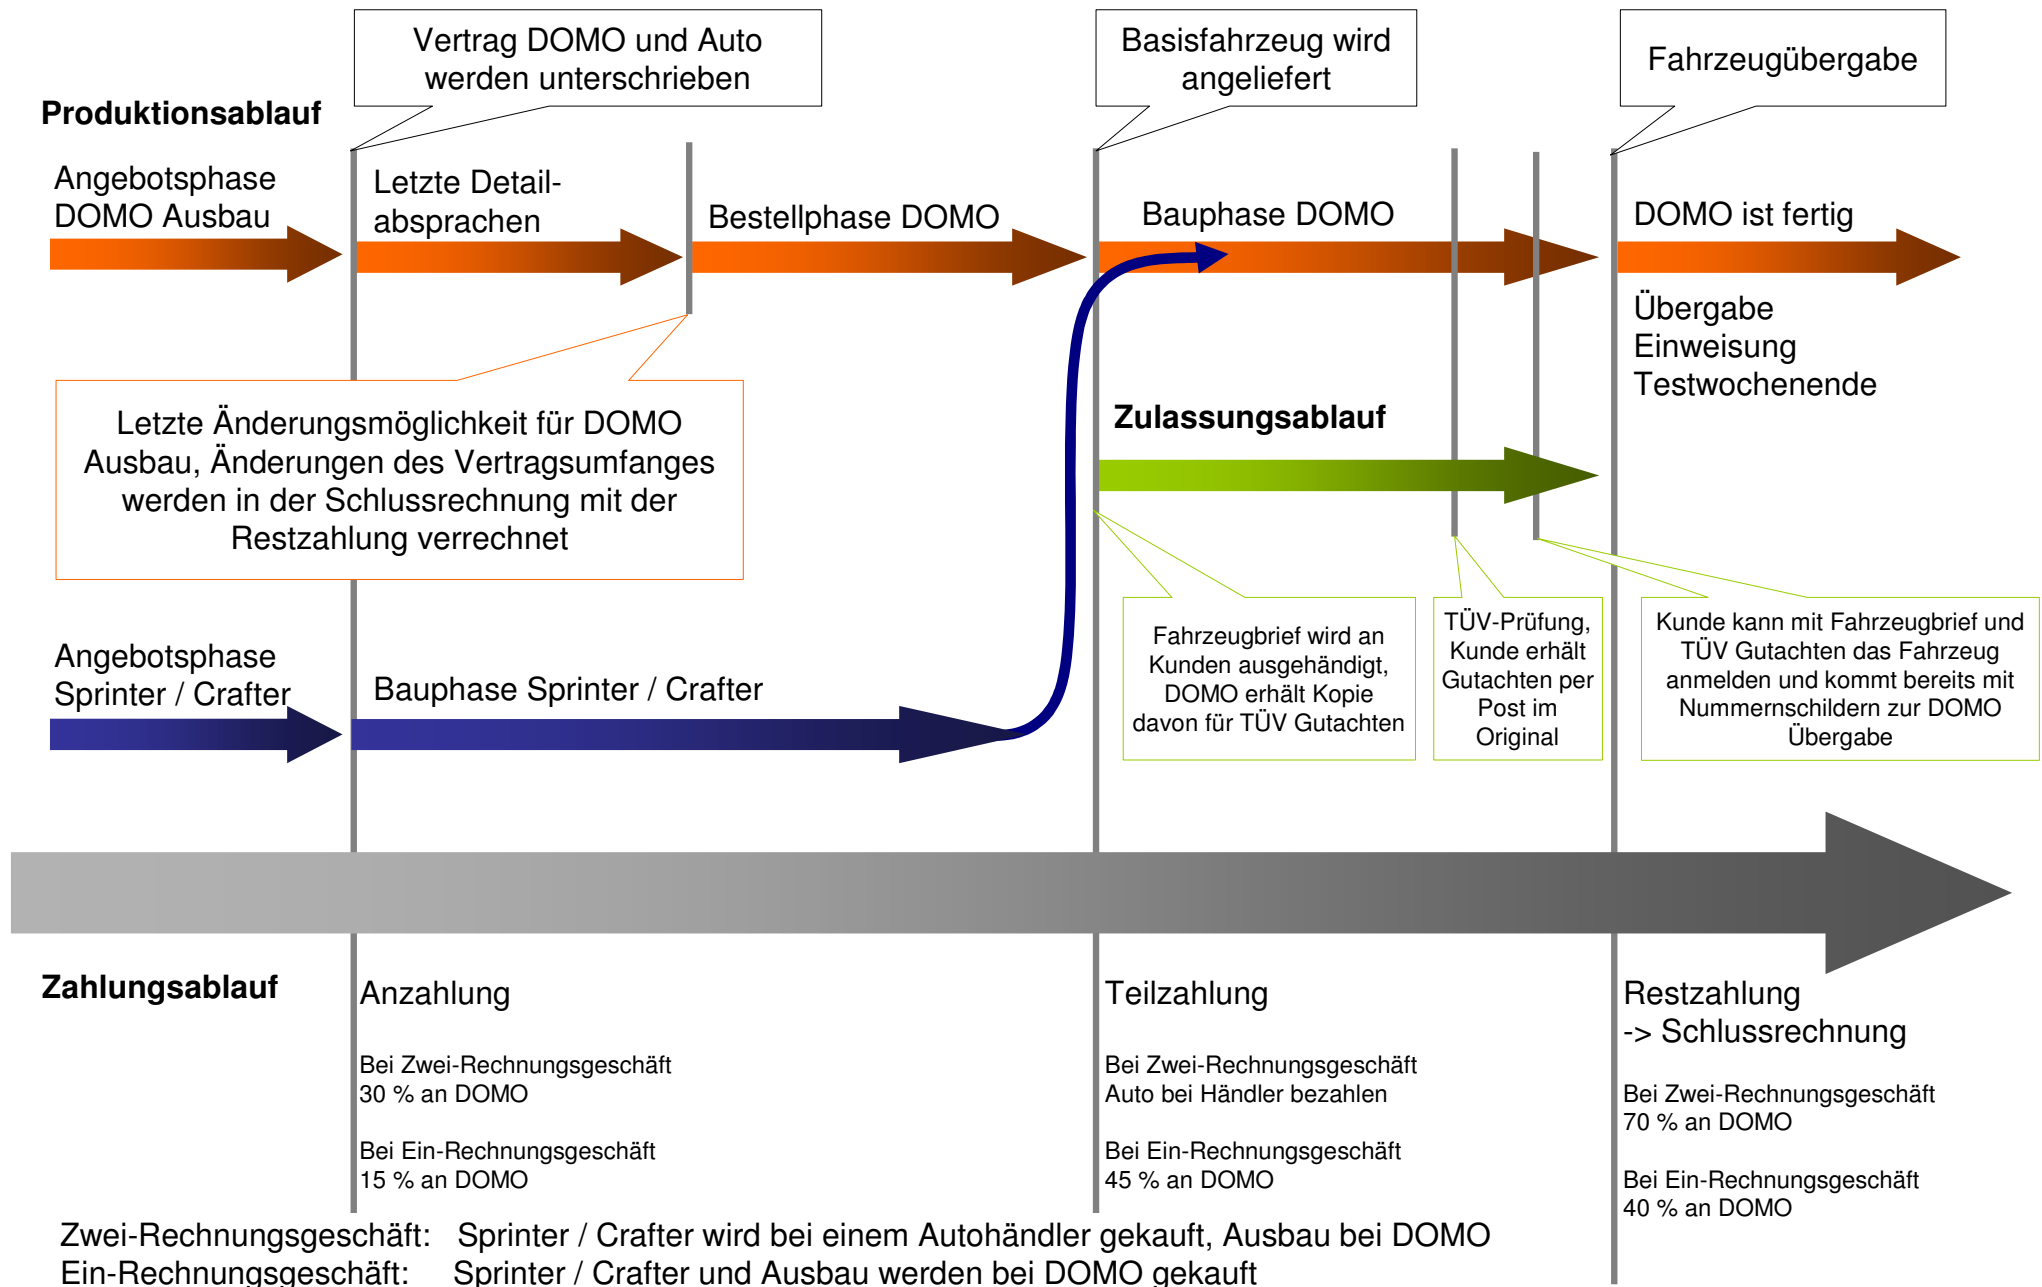 Vertrag DOMO und Auto
werden unterschrieben
Basisfahrzeug wird
angeliefert
Fahrzeugübergabe
Produktionsablauf
Angebotsphase
DOMO Ausbau
Letzte Detail-
absprachen
Bestellphase DOMO
Bauphase DOMO
DOMO ist fertig
Übergabe
Einweisung
Testwochenende
Letzte Änderungsmöglichkeit für DOMO
Ausbau, Änderungen des Vertragsumfanges
werden in der Schlussrechnung mit der
Restzahlung verrechnet
Zulassungsablauf
Fahrzeugbrief wird an
Kunden ausgehändigt,
DOMO erhält Kopie
davon für TÜV Gutachten
TÜV-Prüfung,
Kunde erhält
Gutachten per
Post im
Original
Kunde kann mit Fahrzeugbrief und
TÜV Gutachten das Fahrzeug
anmelden und kommt bereits mit
Nummernschildern zur DOMO
Übergabe
Angebotsphase
Sprinter / Crafter
Bauphase Sprinter / Crafter
Zahlungsablauf
Anzahlung
Bei Zwei-Rechnungsgeschäft
30 % an DOMO
Bei Ein-Rechnungsgeschäft
15 % an DOMO
Teilzahlung
Bei Zwei-Rechnungsgeschäft
Auto bei Händler bezahlen
Bei Ein-Rechnungsgeschäft
45 % an DOMO
Restzahlung
-> Schlussrechnung
Bei Zwei-Rechnungsgeschäft
70 % an DOMO
Bei Ein-Rechnungsgeschäft
40 % an DOMO
Zwei-Rechnungsgeschäft: Sprinter / Crafter wird bei einem Autohändler gekauft, Ausbau bei DOMO
Ein-Rechnungsgeschäft: Sprinter / Crafter und Ausbau werden bei DOMO gekauft